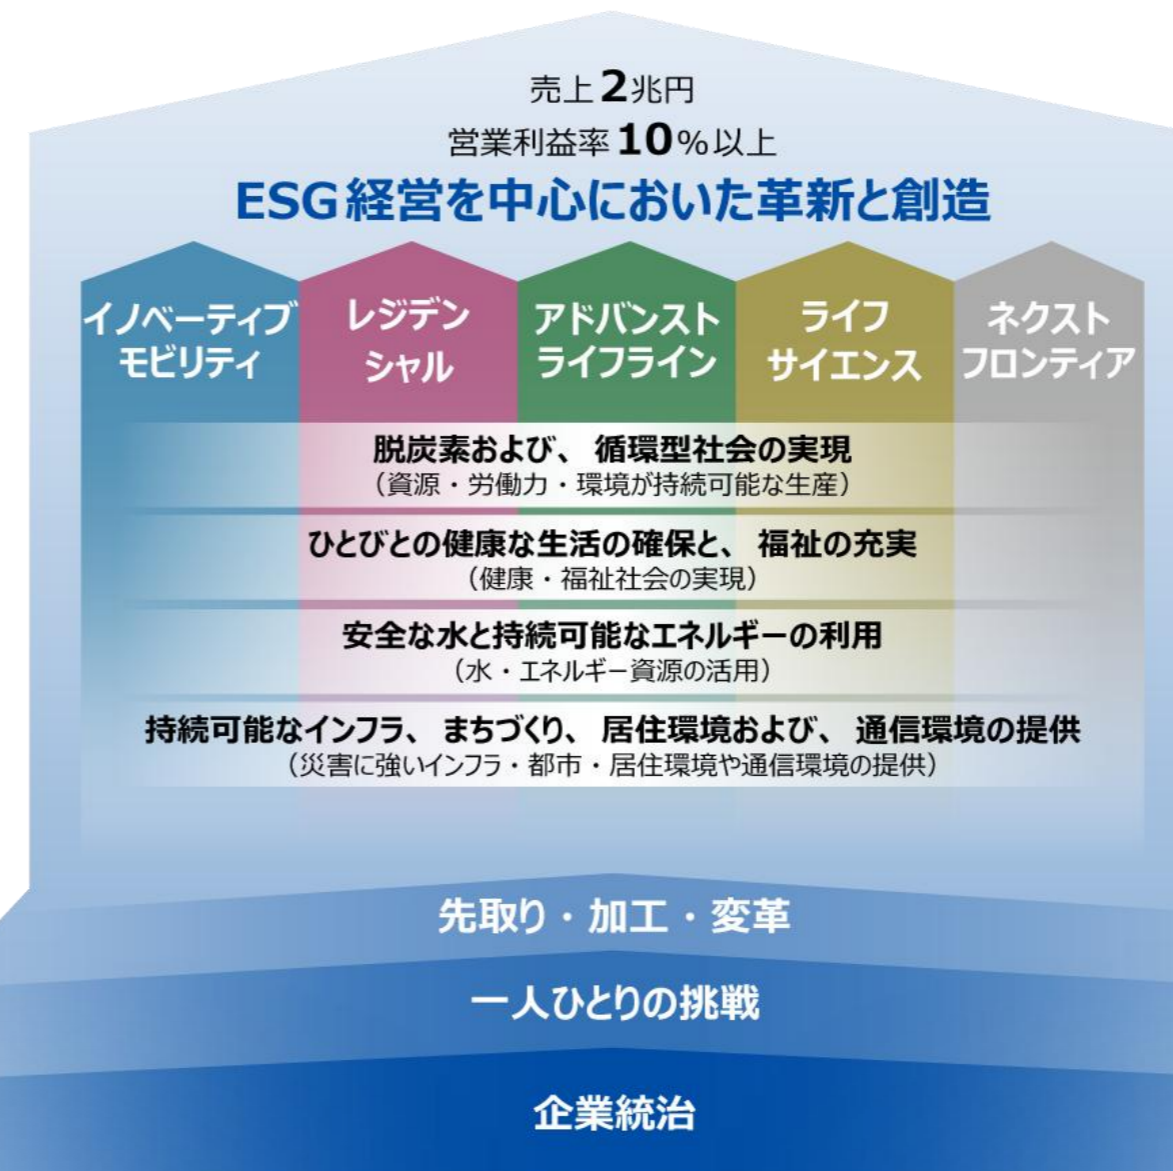 売上2兆円
営業利益率10%以上
ESG経営を中心においた革新と創造
イノベーティブ
モビリティ
レジデン
シャル
アドバンスト
ライフライン
ライフ
サイエンス
ネクスト
フロンティア
脱炭素および、循環型社会の実現
（資源・労働力・環境が持続可能な生産）
ひとびとの健康な生活の確保と、福祉の充実
（健康・福祉社会の実現）
安全な水と持続可能なエネルギーの利用
（水・エネルギー資源の活用）
持続可能なインフラ、まちづくり、居住環境および、通信環境の提供
（災害に強いインフラ・都市・居住環境や通信環境の提供）
先取り・加工・変革
一人ひとりの挑戦
企業統治